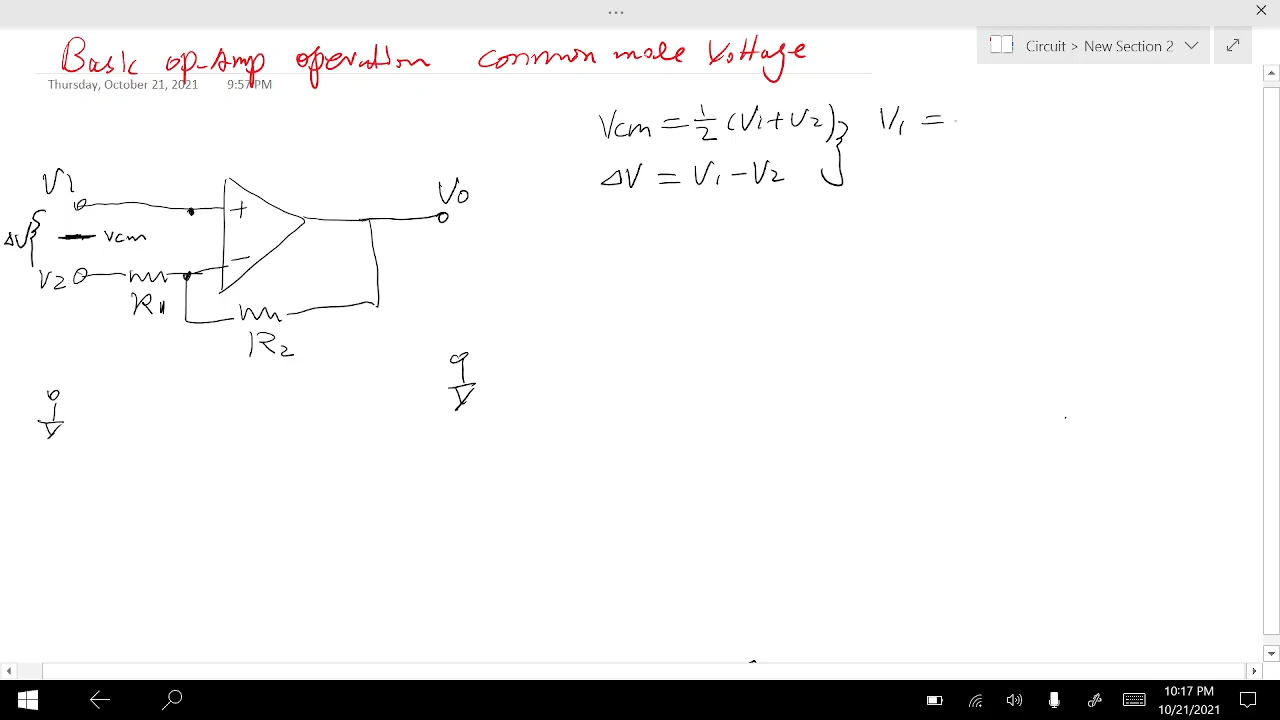 ...
Basic op-Amp operation common mode Voltage
Circuit > New Section 2
Thursday, October 21, 2021 9:57 PM
Vcm = 1/2 (V1 + V2)
V1 =
ΔV = V1 - V2
V1
V0
+
ΔV
Vcm
-
V2
R1
R2
10:17 PM
10/21/2021